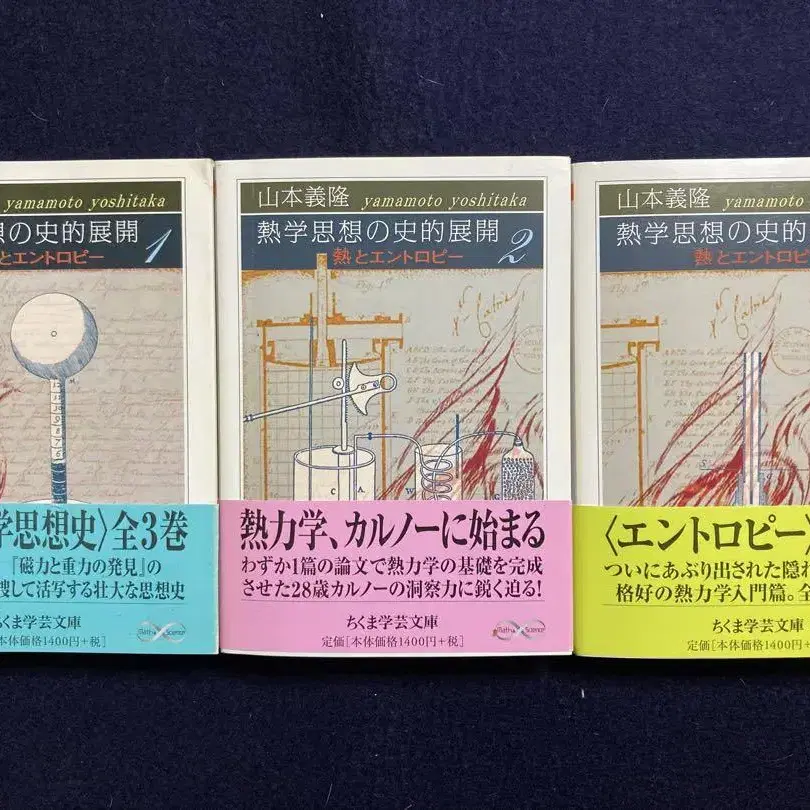 yamamoto yoshitaka
想の史的展開 1
とエントロピー
学思想史〉全3巻
『磁力と重力の発見』の
捜して活写する壮大な思想史
ちくま学芸文庫
本体価格1400円+税]
Math & Science
山本義隆 yamamoto yoshitaka
熱学思想の史的展開 2
熱とエントロピー
熱力学、カルノーに始まる
わずか1篇の論文で熱力学の基礎を完成
させた28歳カルノーの洞察力に鋭く迫る!
ちくま学芸文庫
定価[本体価格1400円+税]
Math & Science
山本義隆 yamamoto
熱学思想の史的
熱とエントロピ
〈エントロピー〉
ついにあぶり出された隠れ
格好の熱力学入門篇。全
ちくま学芸文庫
定価[本体価格1400円+